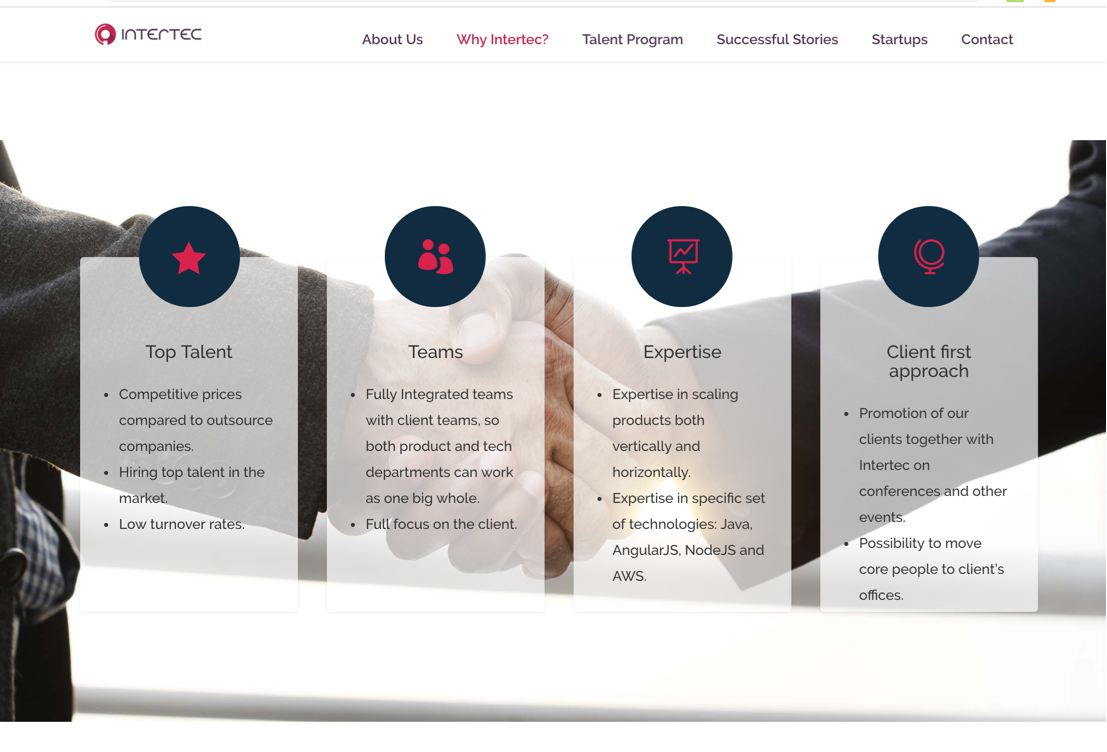 INTERTEC
About Us
Why Intertec?
Talent Program
Successful Stories
Startups
Contact
Top Talent
• Competitive prices
compared to outsource
companies.
• Hiring top talent in the
market.
• Low turnover rates.
Teams
• Fully Integrated teams
with client teams, so
both product and tech
departments can work
as one big whole.
• Full focus on the client.
Expertise
• Expertise in scaling
products both
vertically and
horizontally.
• Expertise in specific set
of technologies: Java,
AngularJS, NodeJS and
AWS.
Client first
approach
• Promotion of our
clients together with
Intertec on
conferences and other
events.
• Possibility to move
core people to client's
offices.